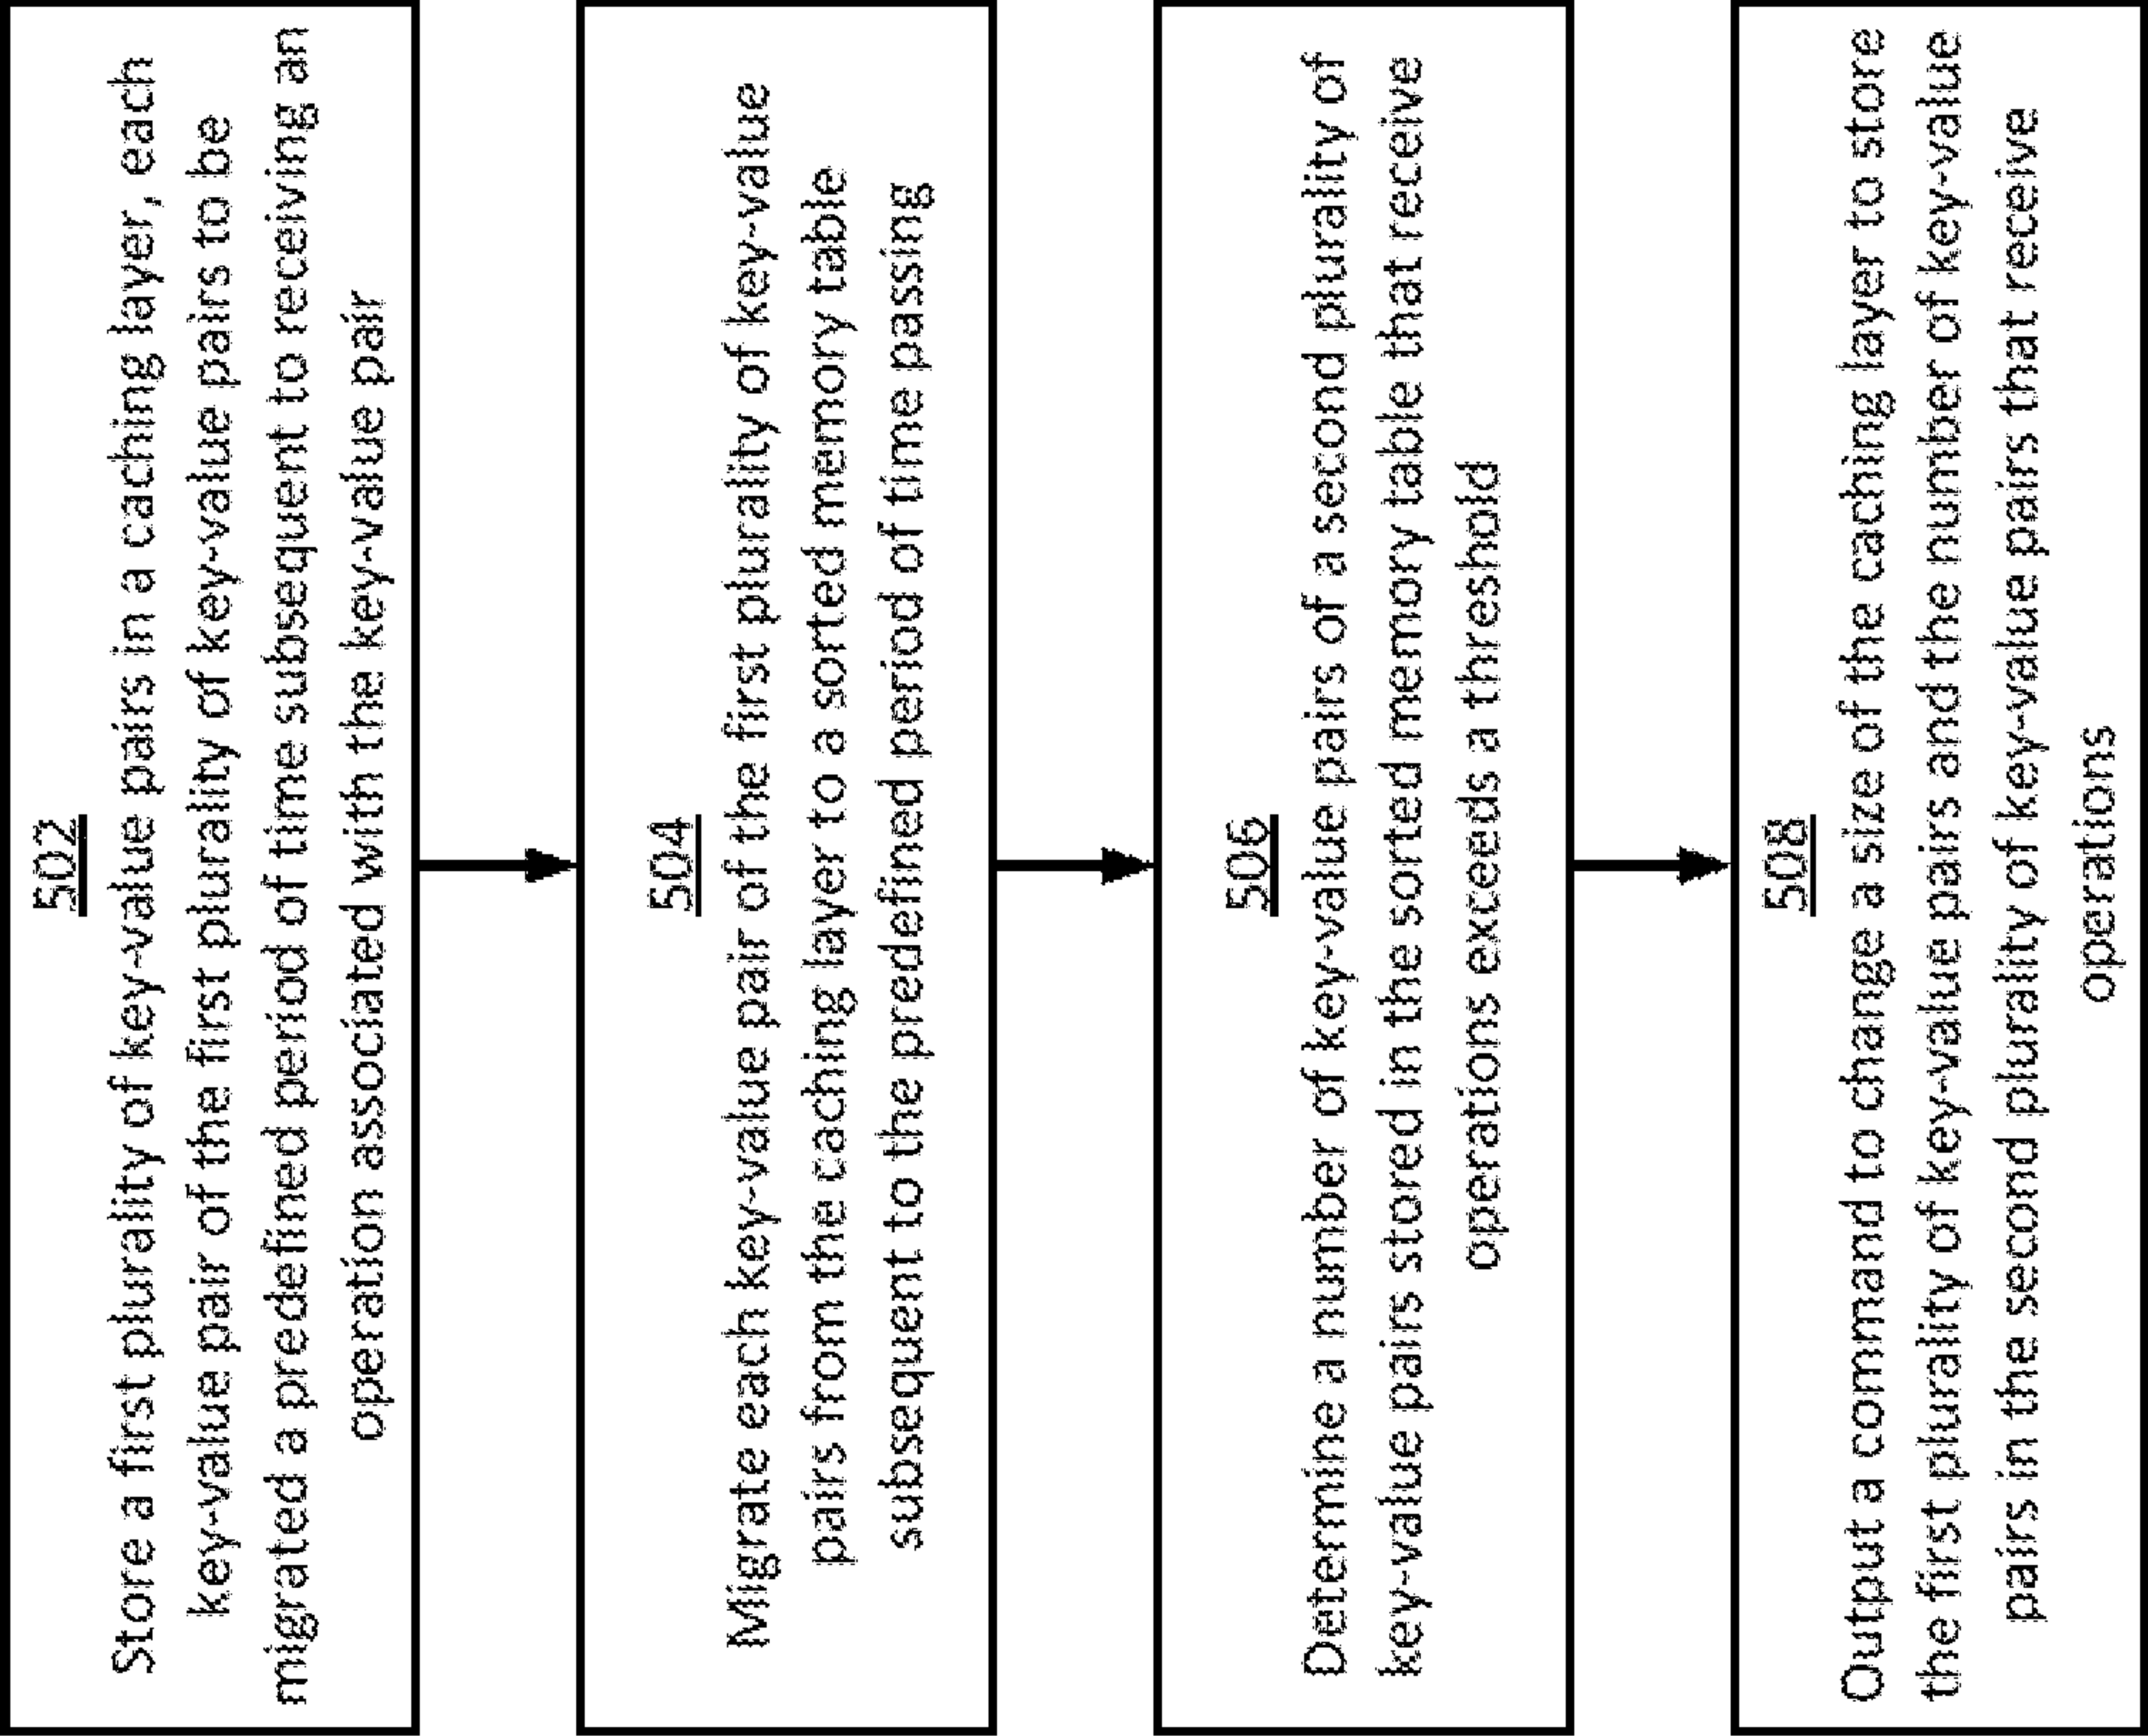 502
Store a first plurality of key-value pairs in a caching layer, each
key-value pair of the first plurality of key-value pairs to be
migrated a predefined period of time subsequent to receiving an
operation associated with the key-value pair
504
Migrate each key-value pair of the first plurality of key-value
pairs from the caching layer to a sorted memory table
subsequent to the predefined period of time passing
506
Determine a number of key-value pairs of a second plurality of
key-value pairs stored in the sorted memory table that receive
operations exceeds a threshold
508
Output a command to change a size of the caching layer to store
the first plurality of key-value pairs and the number of key-value
pairs in the second plurality of key-value pairs that receive
operations